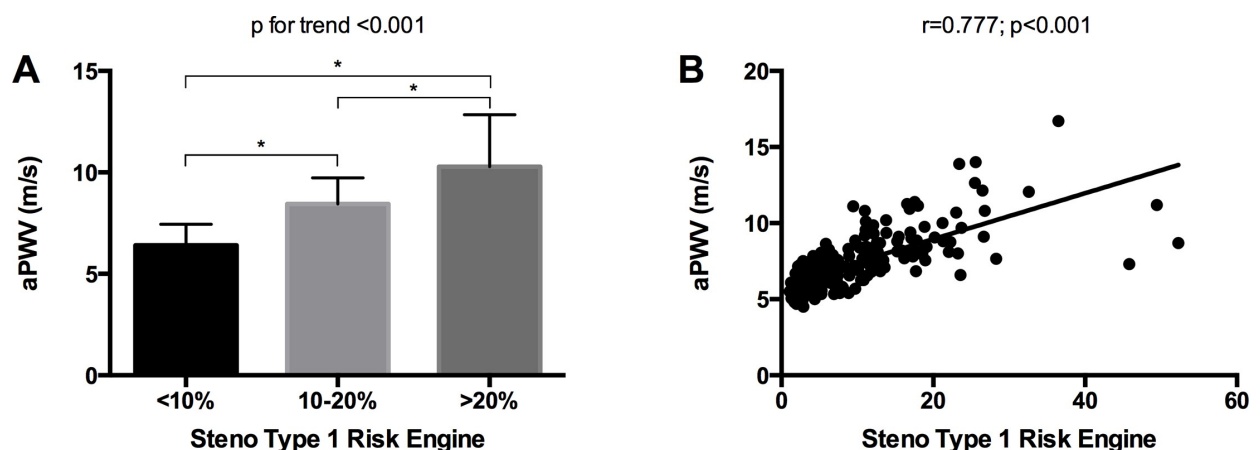 p for trend <0.001
A
*
*
*
15
10
5
0
aPWV (m/s)
<10%
10-20%
>20%
Steno Type 1 Risk Engine
r=0.777; p<0.001
B
20
15
10
5
0
aPWV (m/s)
0
20
40
60
Steno Type 1 Risk Engine